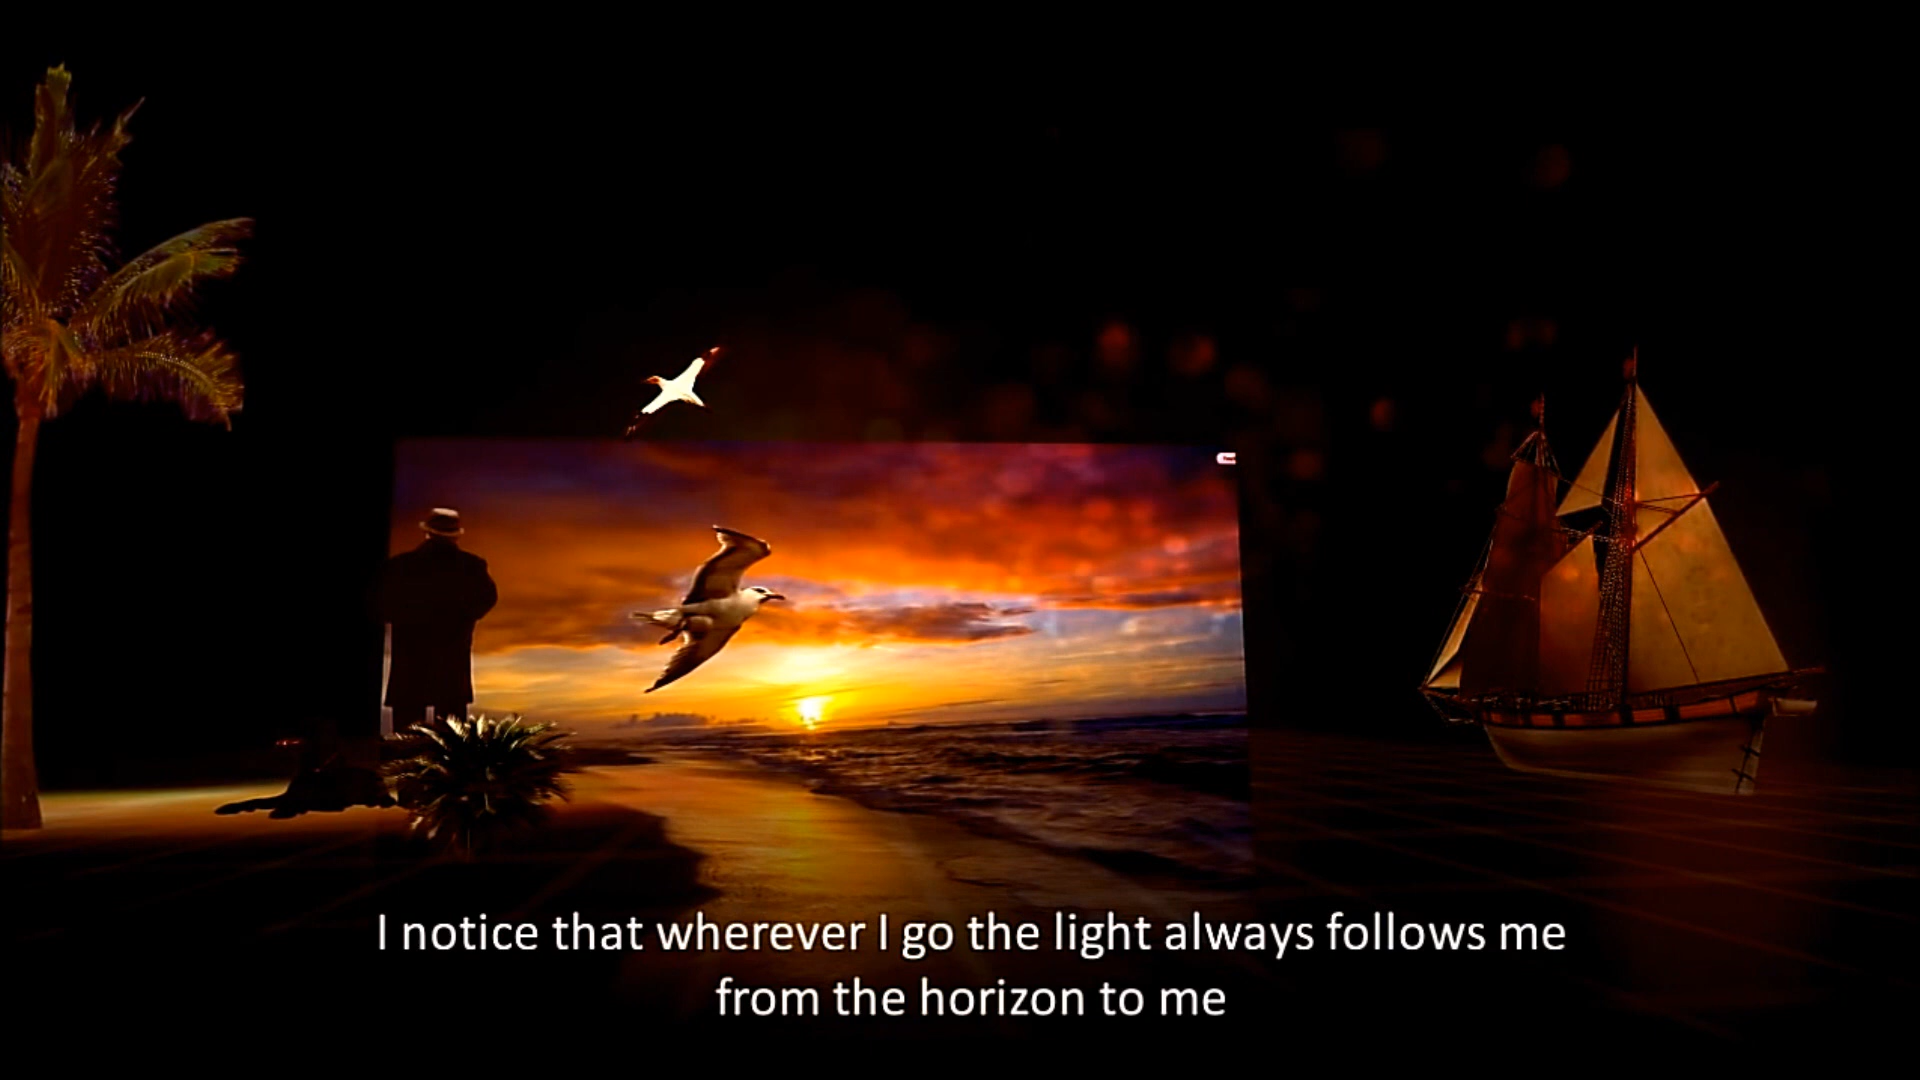 I notice that wherever I go the light always follows me
from the horizon to me